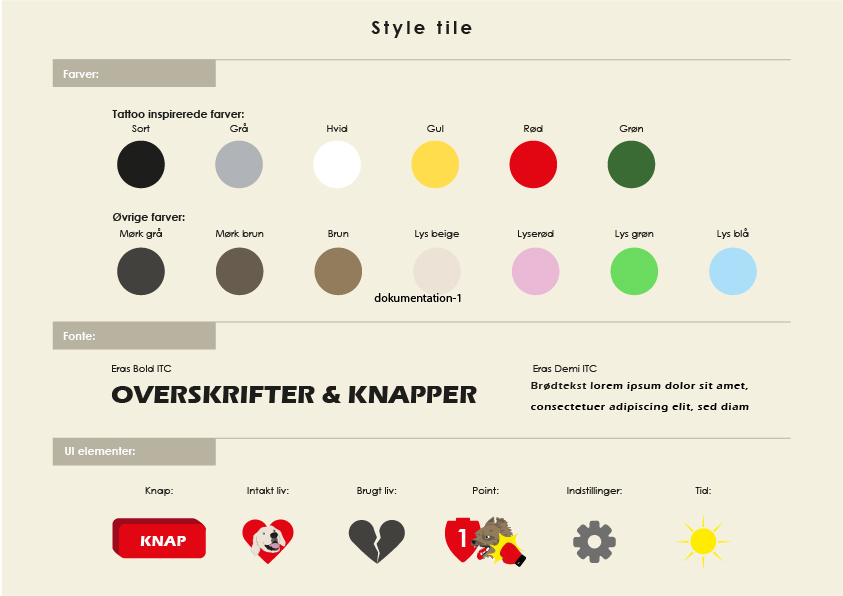 Style tile
Farver:
Tattoo inspirerede farver:
Sort Grå Hvid Gul Rød Grøn
Øvrige farver:
Mørk grå Mørk brun Brun Lys beige Lyserød Lys grøn Lys blå
dokumentation-1
Fonte:
Eras Bold ITC Eras Demi ITC
OVERSKRIFTER & KNAPPER
Brødtekst lorem ipsum dolor sit amet,
consectetuer adipiscing elit, sed diam
UI elementer:
Knap: Intakt liv: Brugt liv: Point: Indstillinger: Tid:
KNAP 1